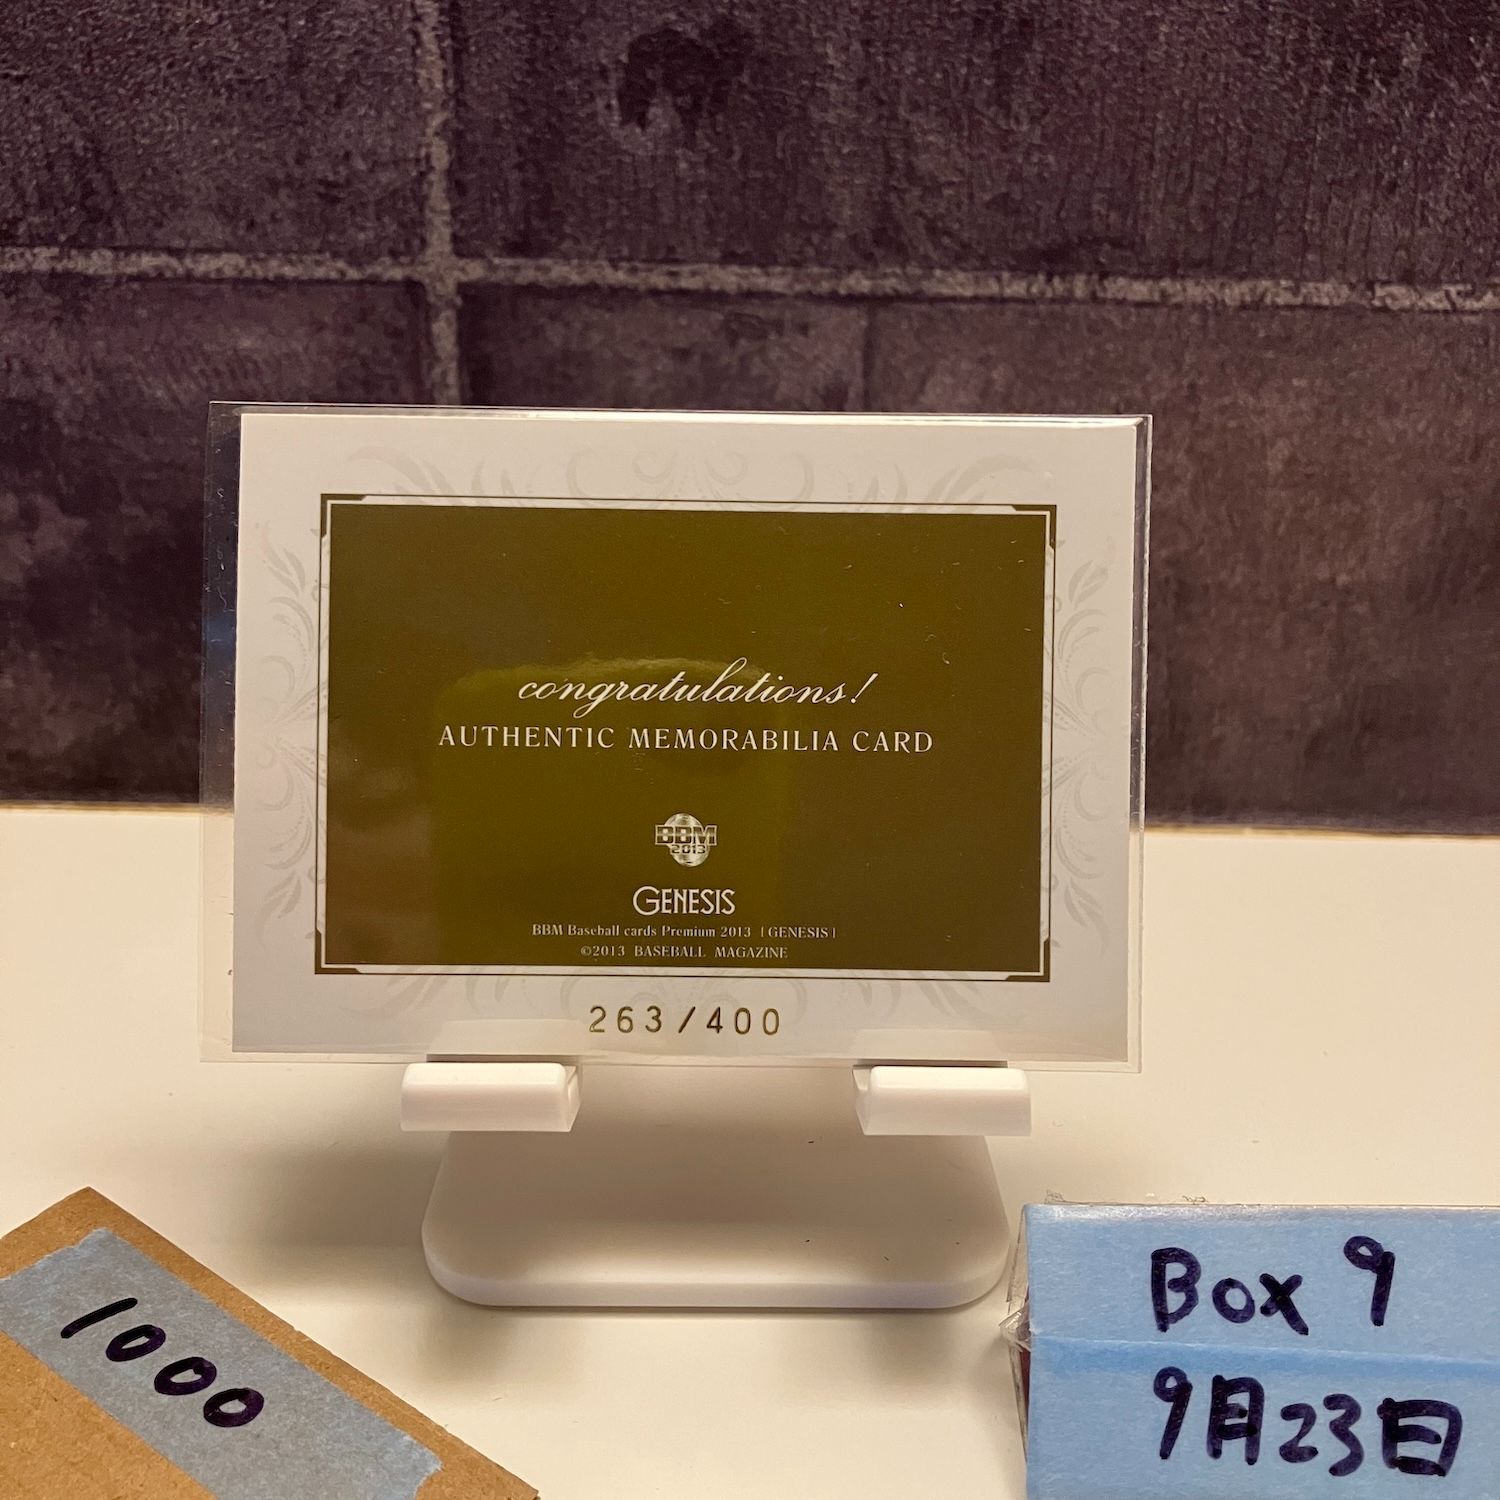 congratulations!
AUTHENTIC MEMORABILIA CARD
BBM
2013
GENESIS
BBM Baseball cards Premium 2013 [GENESIS]
©2013 BASEBALL MAGAZINE
263/400
1000
Box 9
9月23日